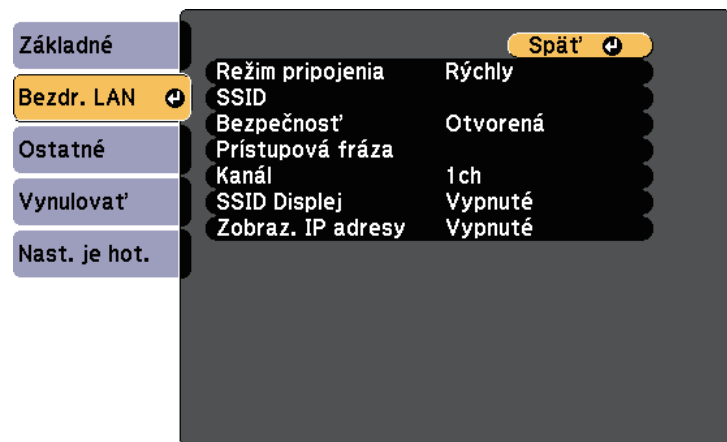 Základné
Bezdr. LAN
Ostatné
Vynulovať
Nast. je hot.
Späť
Režim pripojenia Rýchly
SSID
Bezpečnosť Otvorená
Prístupová fráza
Kanál 1ch
SSID Displej Vypnuté
Zobraz. IP adresy Vypnuté